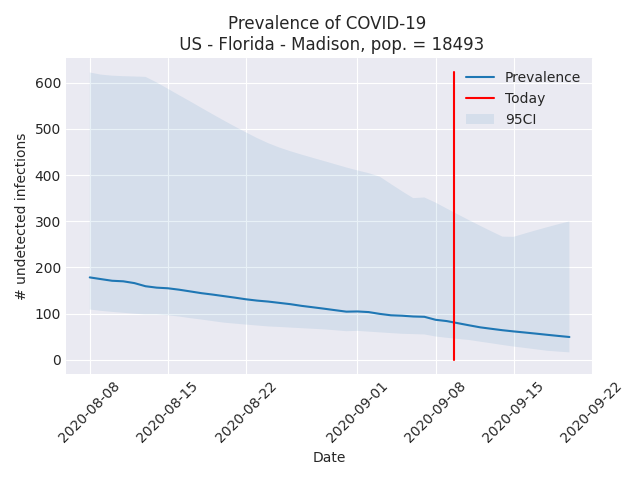 Prevalence of COVID-19
US - Florida - Madison, pop. = 18493
Prevalence
Today
95CI
# undetected infections
600
500
400
300
200
100
0
2020-08-08
2020-08-15
2020-08-22
2020-09-01
2020-09-08
2020-09-15
2020-09-22
Date